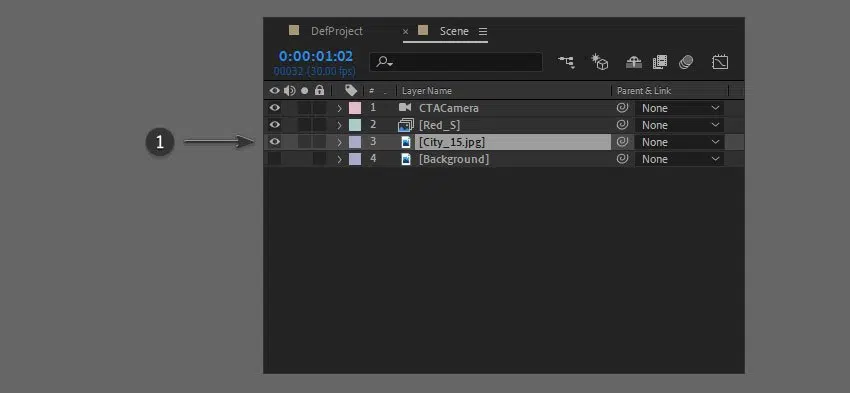 DefProject × Scene
0:00:01:02
00032 (30.00 fps)
# . Layer Name Parent & Link
1 CTACamera None
2 [Red_S] None
1
3 [City_15.jpg] None
4 [Background] None